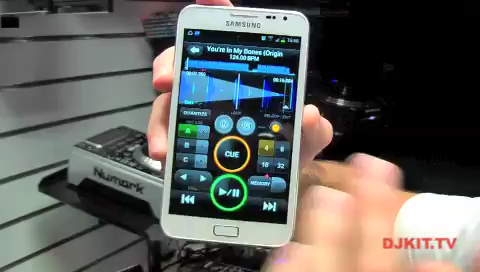 SAMSUNG
You're In My Bones (Origin
124.00 BPM
QUANTIZE
A
B
C
CUE
4
8
16
32
MEMORY
Numark
DJKIT.TV